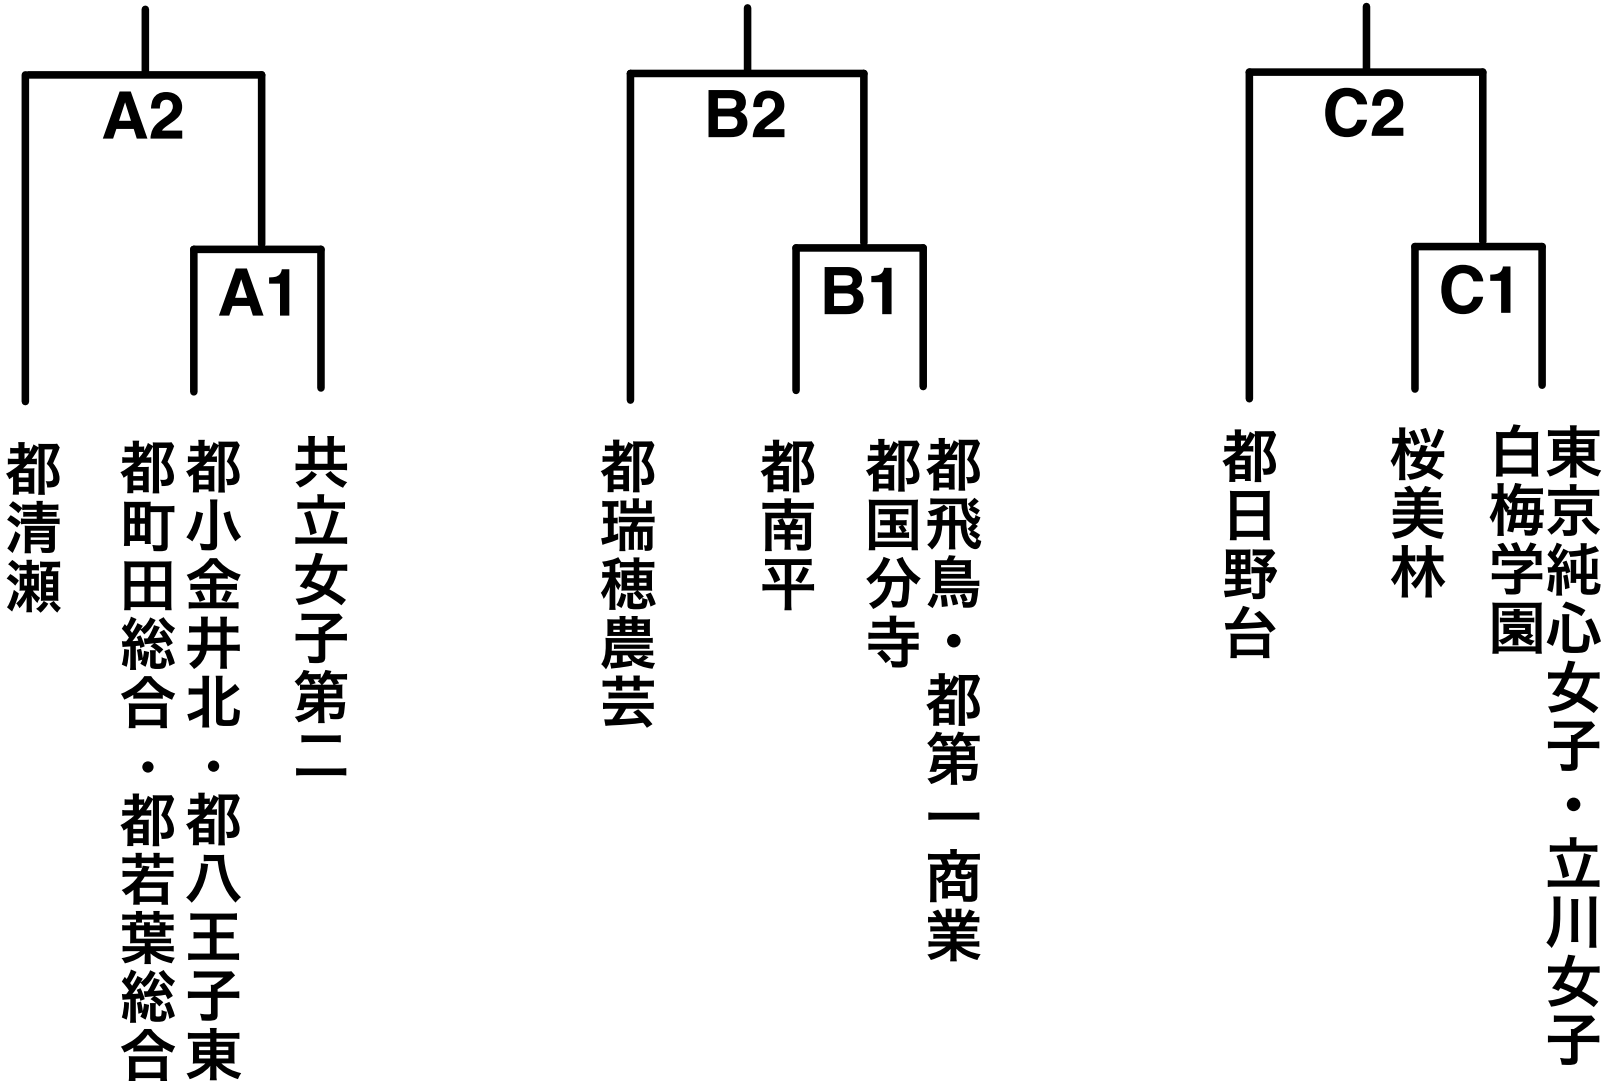 A2
B2
C2
A1
B1
C1
都清瀬
都小金井北・都八王子東
都町田総合・都若葉総合
共立女子第二
都瑞穂農芸
都南平
都飛鳥・都第一商業
都国分寺
都日野台
桜美林
東京純心女子・立川女子
白梅学園